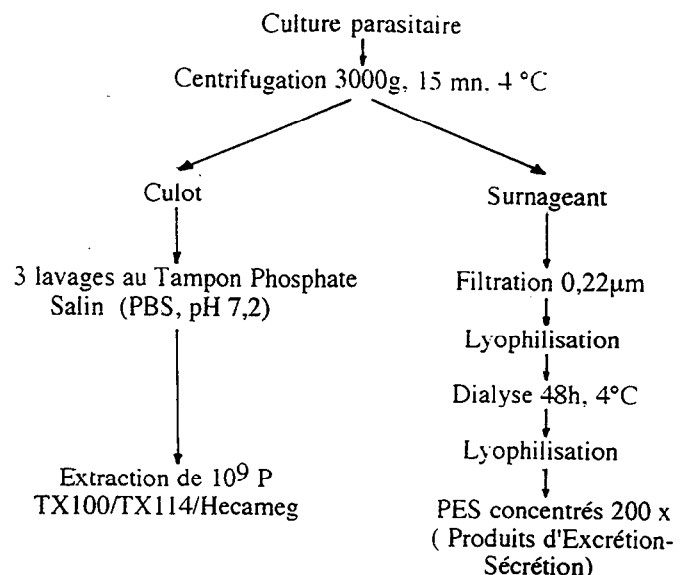 Culture parasitaire
Centrifugation 3000g, 15 mn. 4 °C
Culot
3 lavages au Tampon Phosphate
Salin (PBS, pH 7,2)
Extraction de 10⁹ P
TX100/TX114/Hecameg
Surnageant
Filtration 0,22µm
Lyophilisation
Dialyse 48h, 4°C
Lyophilisation
PES concentrés 200 x
( Produits d'Excrétion-
Sécrétion)